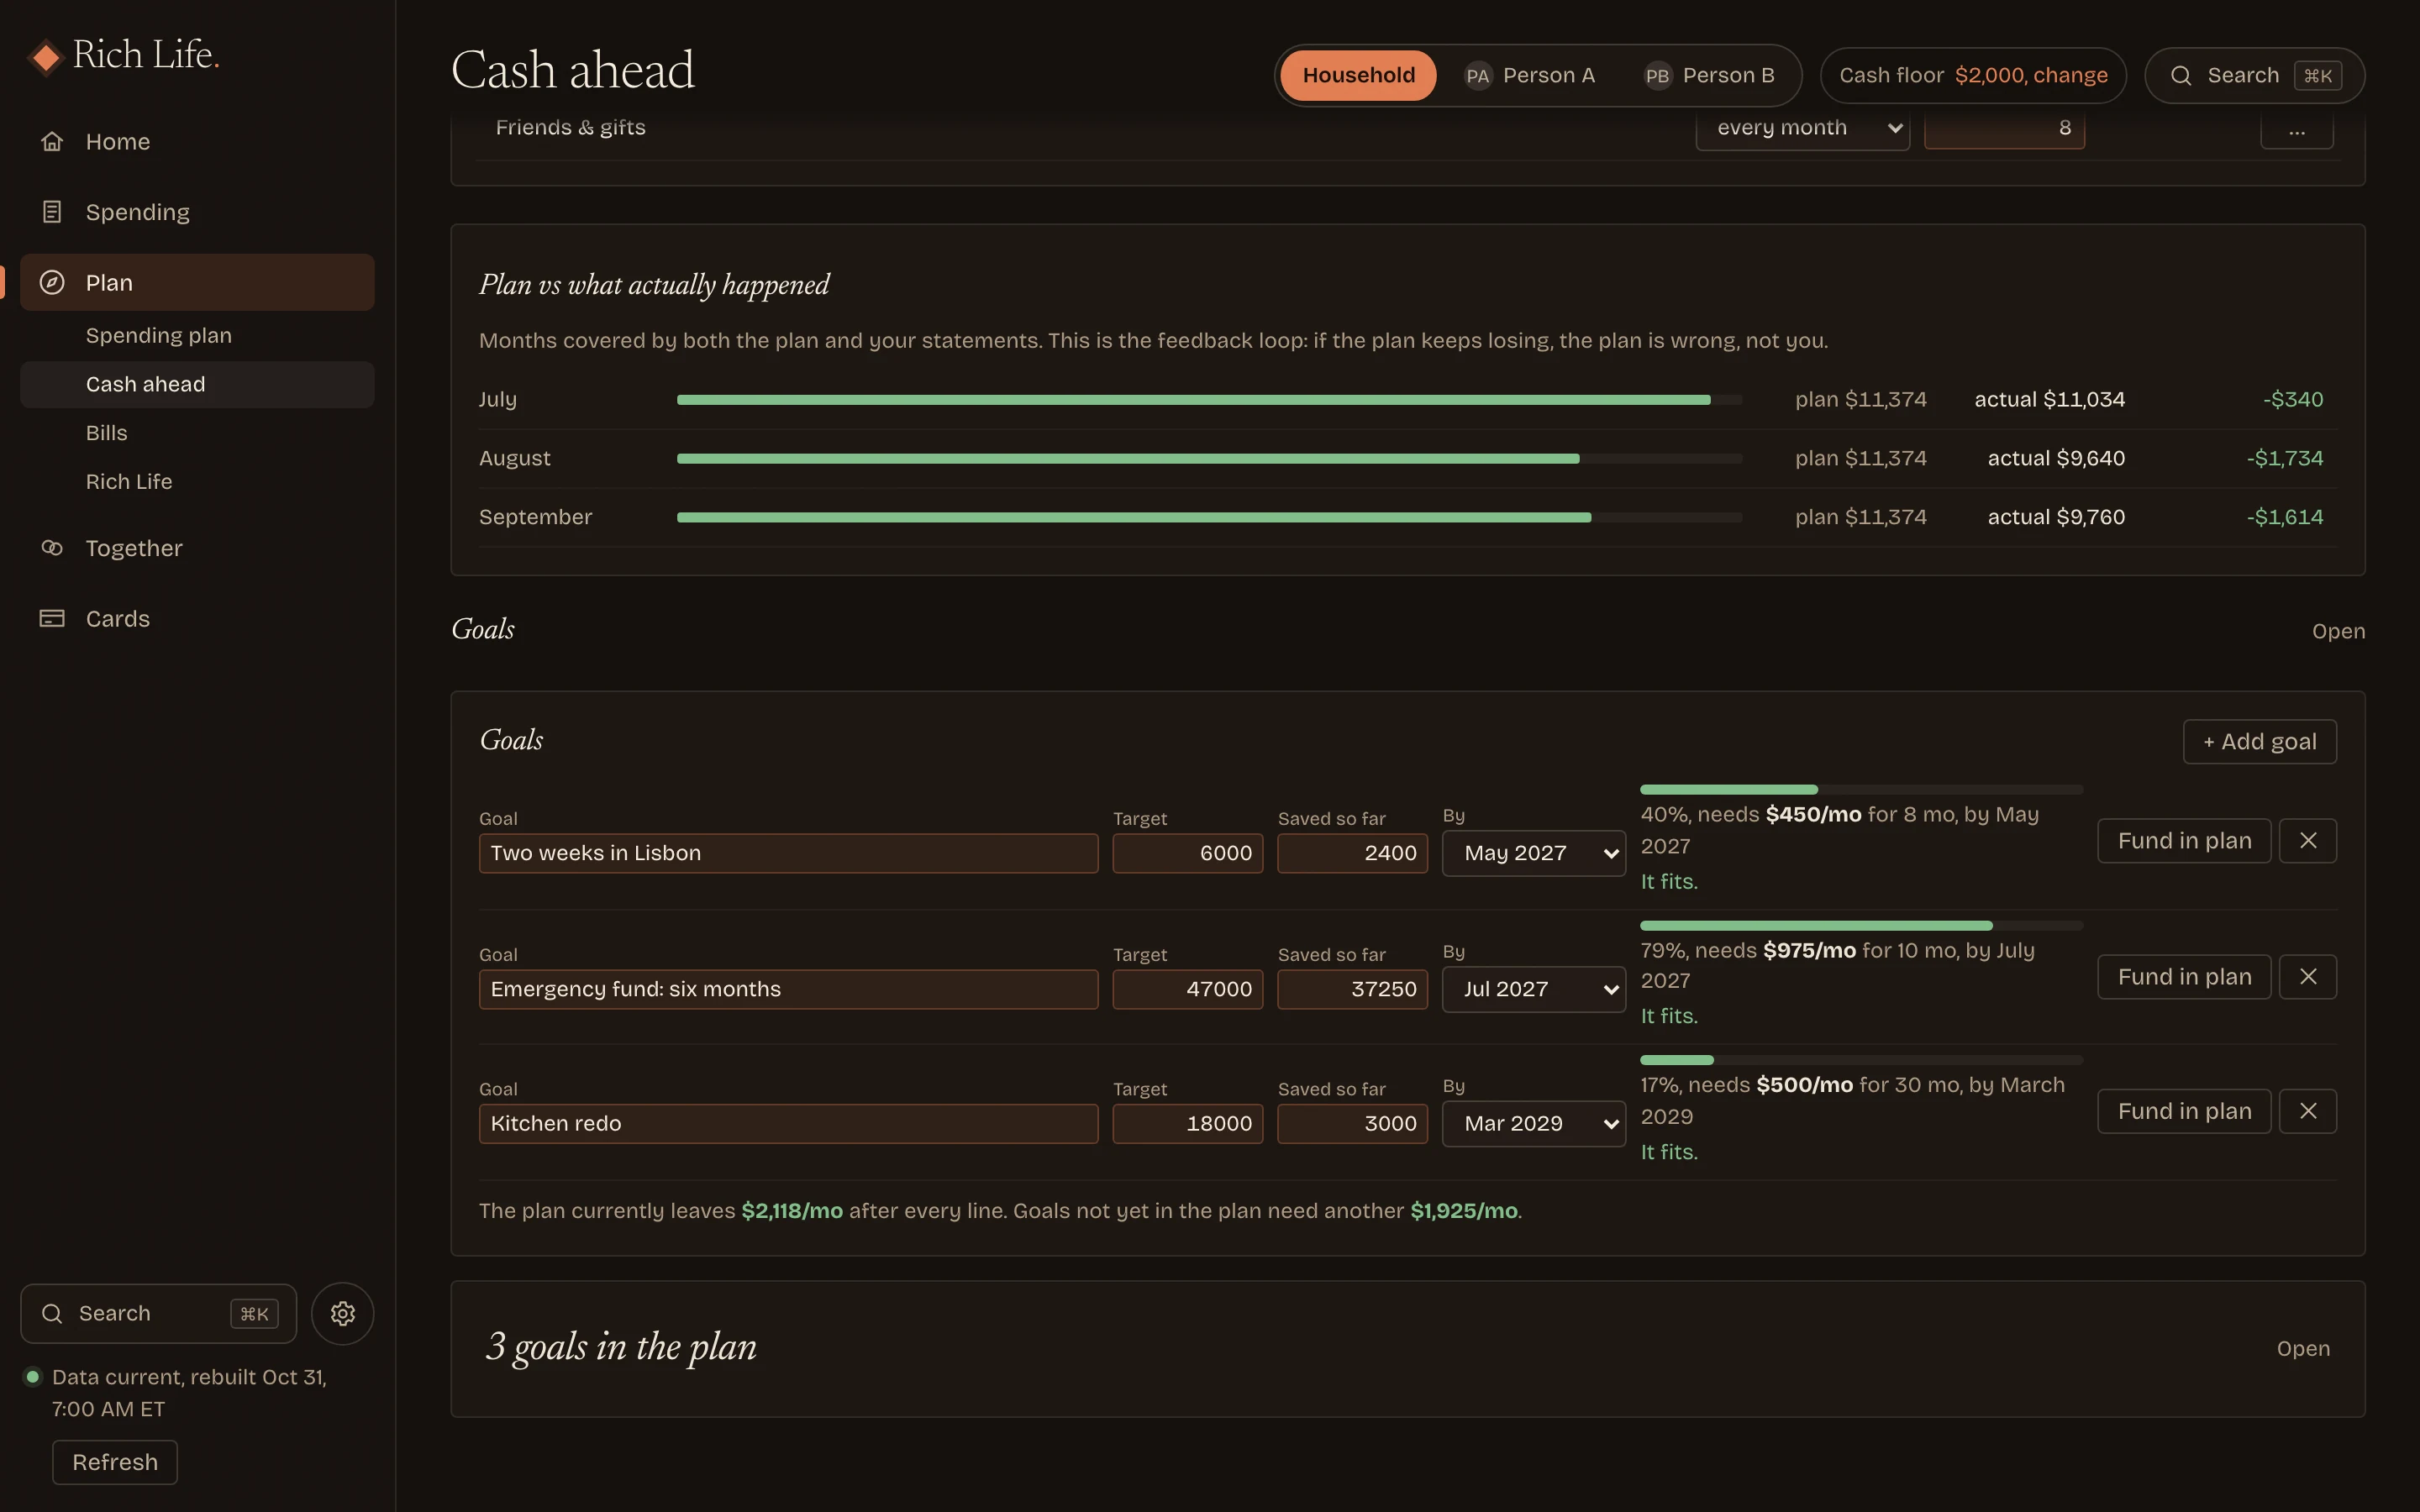 Rich Life.
Home
Spending
Plan
Spending plan
Cash ahead
Bills
Rich Life
Together
Cards
Search ⌘K
Data current, rebuilt Oct 31,
7:00 AM ET
Refresh
Cash ahead
Household PA Person A PB Person B
Cash floor $2,000, change
Search ⌘K
Friends & gifts every month 8 ...
Plan vs what actually happened
Months covered by both the plan and your statements. This is the feedback loop: if the plan keeps losing, the plan is wrong, not you.
July plan $11,374 actual $11,034 -$340
August plan $11,374 actual $9,640 -$1,734
September plan $11,374 actual $9,760 -$1,614
Goals Open
Goals + Add goal
Goal Target Saved so far By
Two weeks in Lisbon 6000 2400 May 2027
40%, needs $450/mo for 8 mo, by May
2027
It fits.
Fund in plan
Goal Target Saved so far By
Emergency fund: six months 47000 37250 Jul 2027
79%, needs $975/mo for 10 mo, by July
2027
It fits.
Fund in plan
Goal Target Saved so far By
Kitchen redo 18000 3000 Mar 2029
17%, needs $500/mo for 30 mo, by March
2029
It fits.
Fund in plan
The plan currently leaves $2,118/mo after every line. Goals not yet in the plan need another $1,925/mo.
3 goals in the plan Open